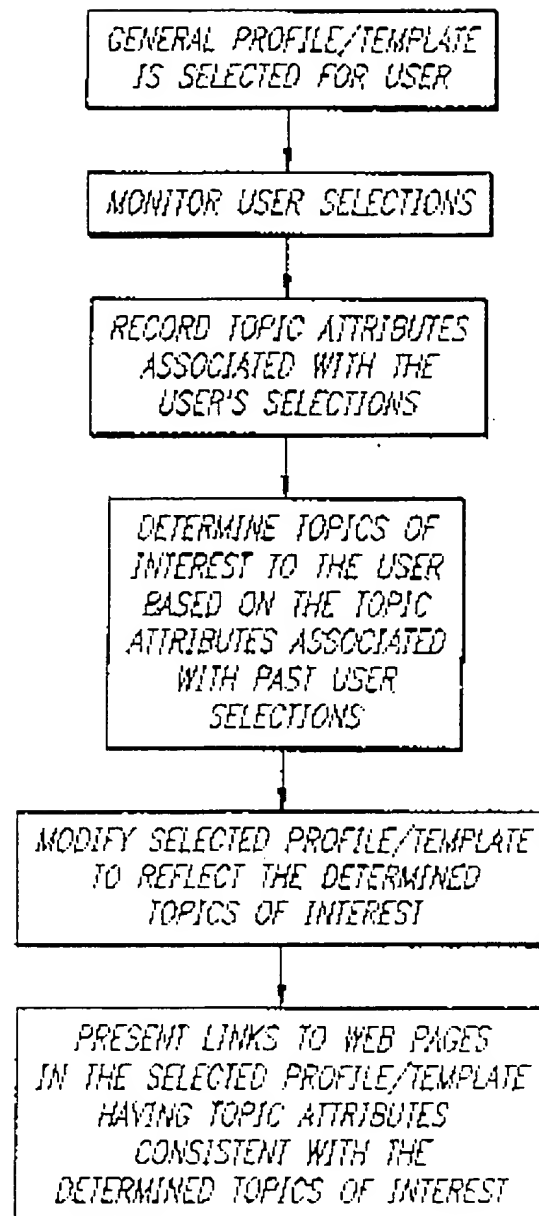 GENERAL PROFILE/TEMPLATE
IS SELECTED FOR USER
MONITOR USER SELECTIONS
RECORD TOPIC ATTRIBUTES
ASSOCIATED WITH THE
USER'S SELECTIONS
DETERMINE TOPICS OF
INTEREST TO THE USER
BASED ON THE TOPIC
ATTRIBUTES ASSOCIATED
WITH PAST USER
SELECTIONS
MODIFY SELECTED PROFILE/TEMPLATE
TO REFLECT THE DETERMINED
TOPICS OF INTEREST
PRESENT LINKS TO WEB PAGES
IN THE SELECTED PROFILE/TEMPLATE
HAVING TOPIC ATTRIBUTES
CONSISTENT WITH THE
DETERMINED TOPICS OF INTEREST